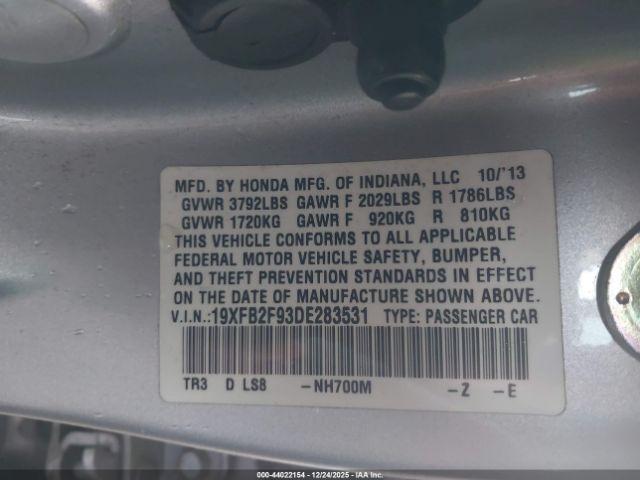 MFD. BY HONDA MFG. OF INDIANA, LLC 10/'13
GVWR 3792LBS GAWR F 2029LBS R 1786LBS
GVWR 1720KG GAWR F 920KG R 810KG
THIS VEHICLE CONFORMS TO ALL APPLICABLE
FEDERAL MOTOR VEHICLE SAFETY, BUMPER,
AND THEFT PREVENTION STANDARDS IN EFFECT
ON THE DATE OF MANUFACTURE SHOWN ABOVE.
V.I.N.: 19XFB2F93DE283531 TYPE: PASSENGER CAR
TR3 D LS8 -NH700M -Z -E
000-44022154 - 12/24/2025 - IAAI.com